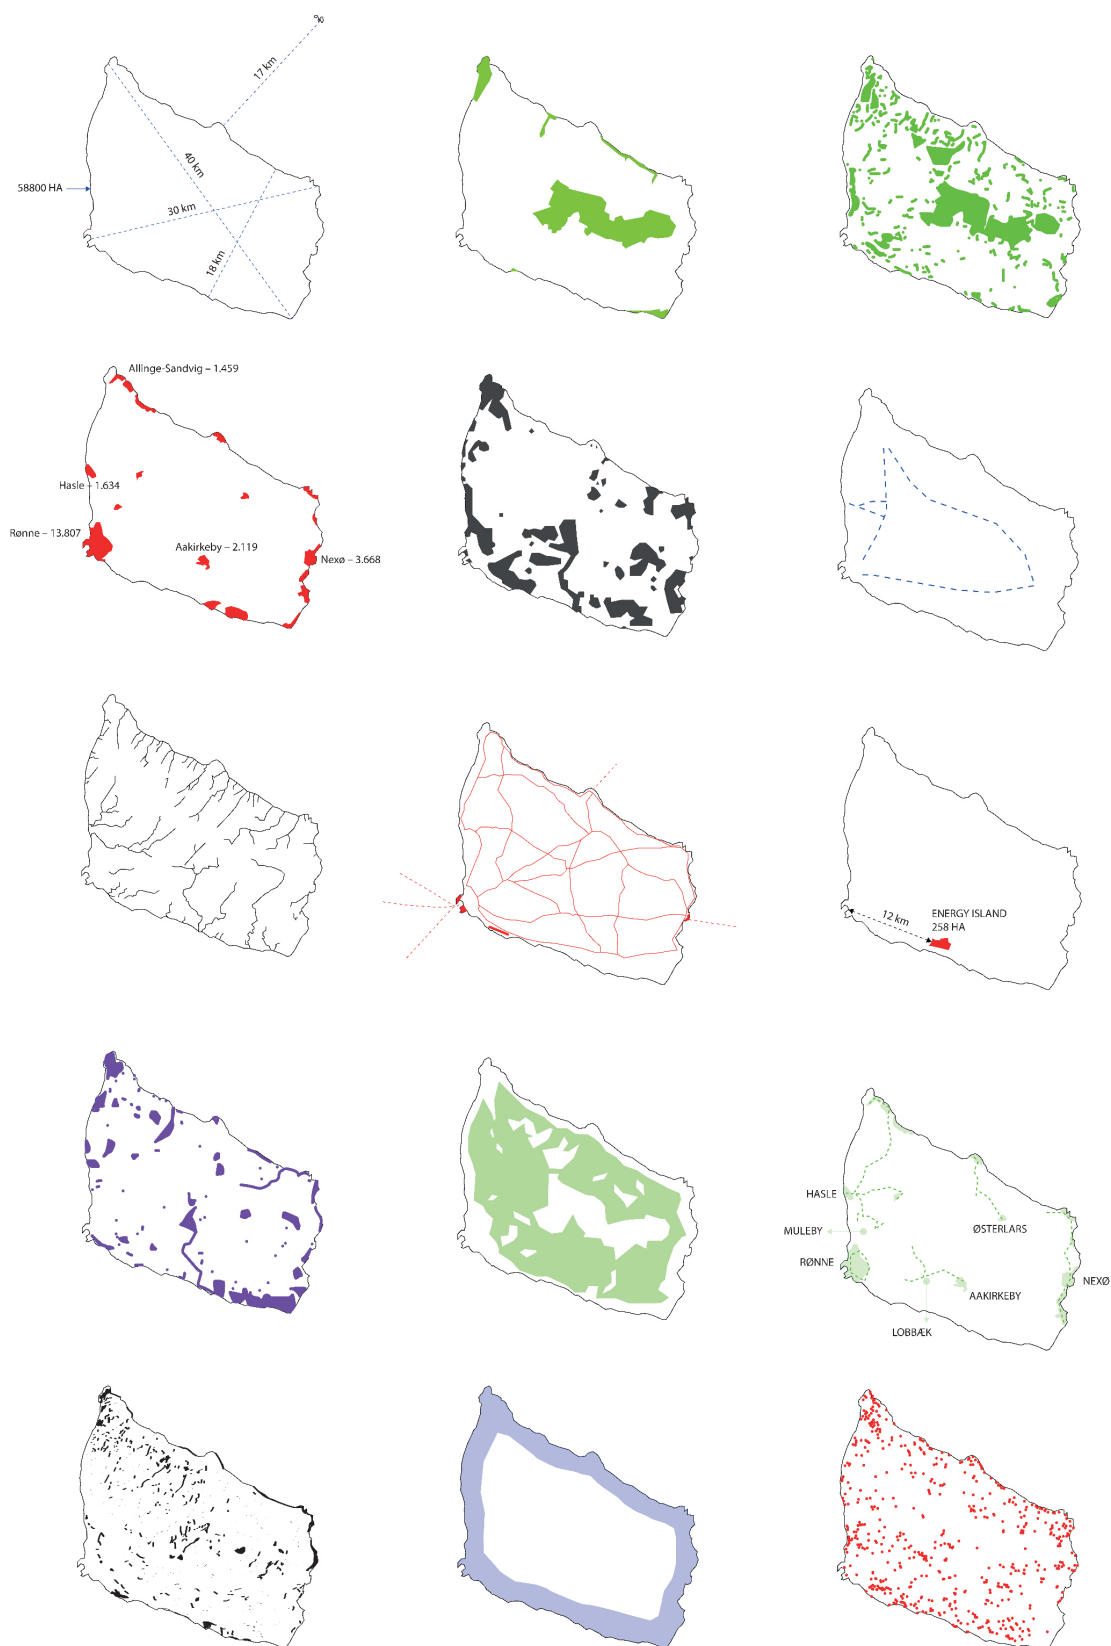 17 km
40 km
58800 HA
30 km
18 km
Allinge-Sandvig – 1.459
Hasle – 1.634
Rønne – 13.807
Aakirkeby – 2.119
Nexø – 3.668
12 km
ENERGY ISLAND
258 HA
HASLE
MULEBY
ØSTERLARS
RØNNE
NEXØ
AAKIRKEBY
LOBBÆK